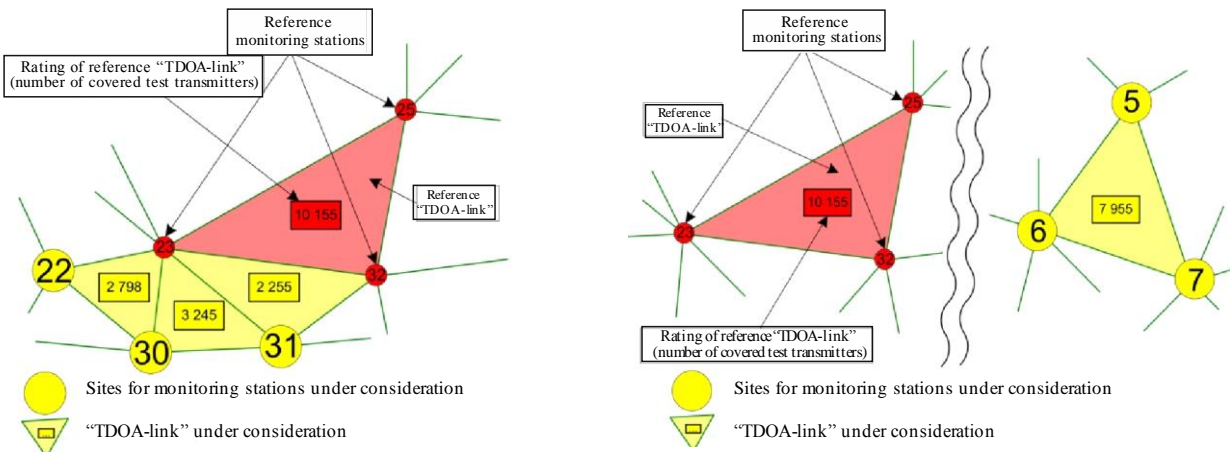 Reference
monitoring stations
Rating of reference “TDOA-link”
(number of covered test transmitters)
25
Reference
“TDOA-link”
10 155
23
32
22
2 798
2 255
3 245
30
31
Sites for monitoring stations under consideration
“TDOA-link” under consideration
Reference
monitoring stations
25
Reference
“TDOA-link”
10 155
23
32
Rating of reference “TDOA-link”
(number of covered test transmitters)
5
7 955
6
7
Sites for monitoring stations under consideration
“TDOA-link” under consideration